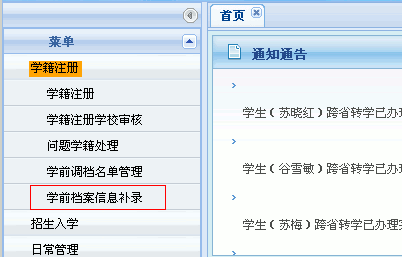 首页
菜单
学籍注册
学籍注册
学籍注册学校审核
问题学籍处理
学前调档名单管理
学前档案信息补录
招生入学
日常管理
通知通告
学生（苏晓红）跨省转学已办理
学生（谷雪敏）跨省转学已办理
学生（苏梅）跨省转学已办理完